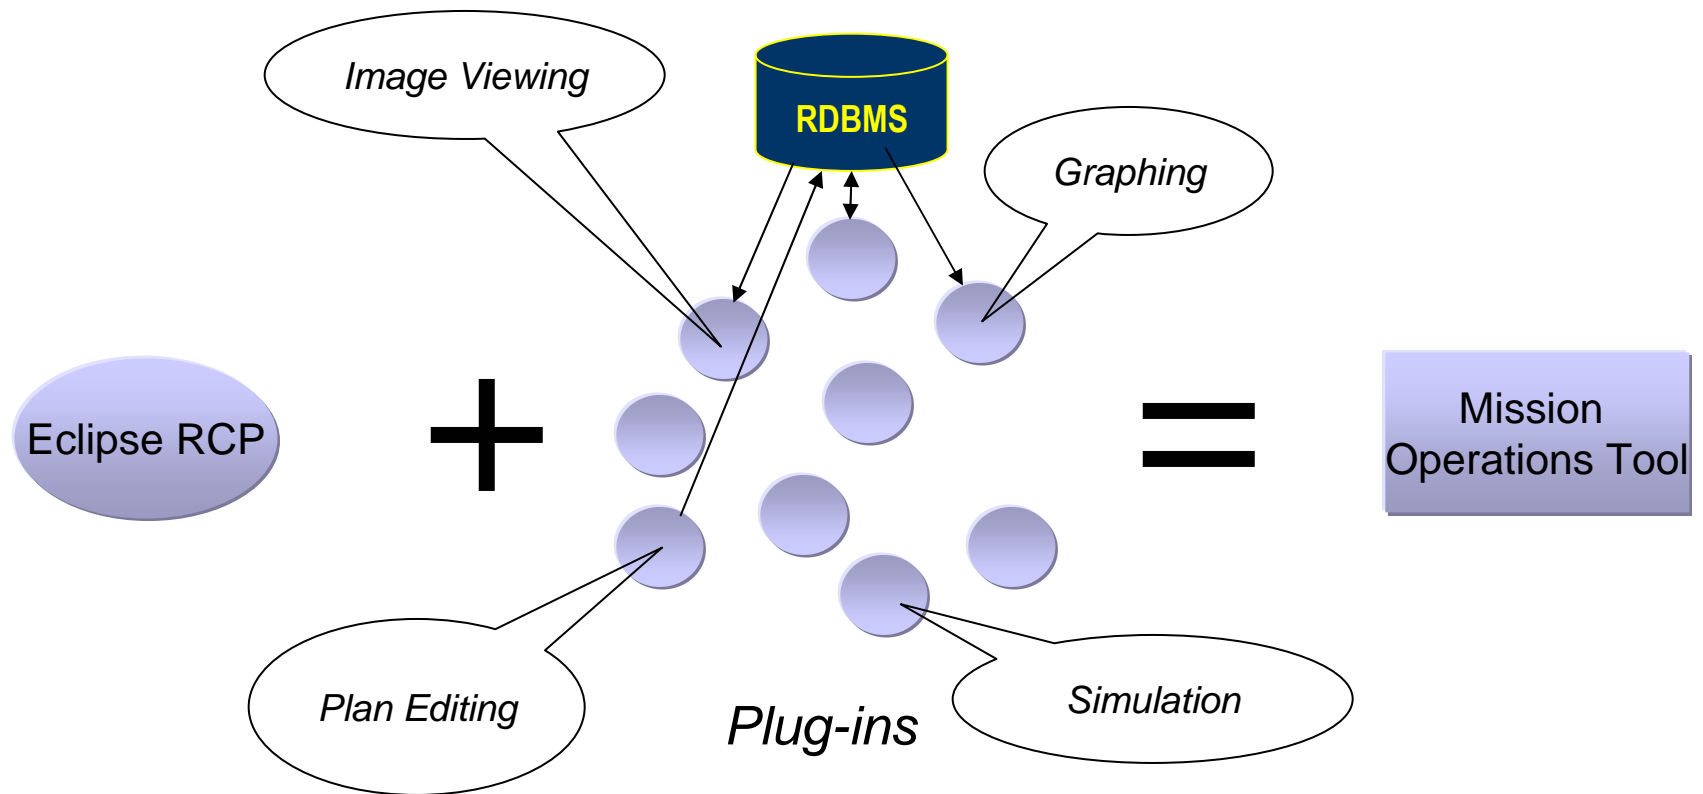 Image Viewing
RDBMS
Graphing
Eclipse RCP
+
=
Mission
Operations Tool
Plan Editing
Plug-ins
Simulation